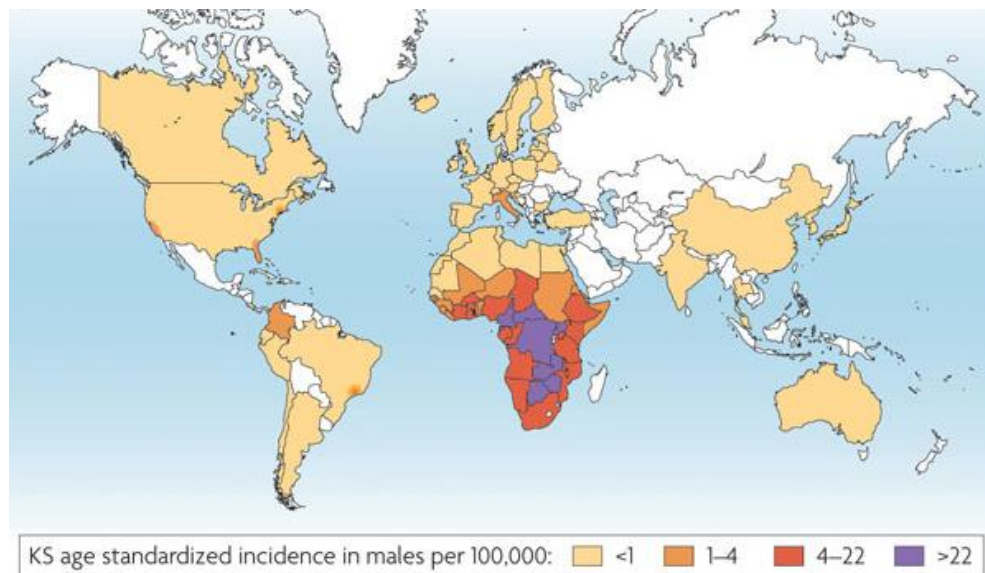 KS age standardized incidence in males per 100,000: <1 1–4 4–22 >22